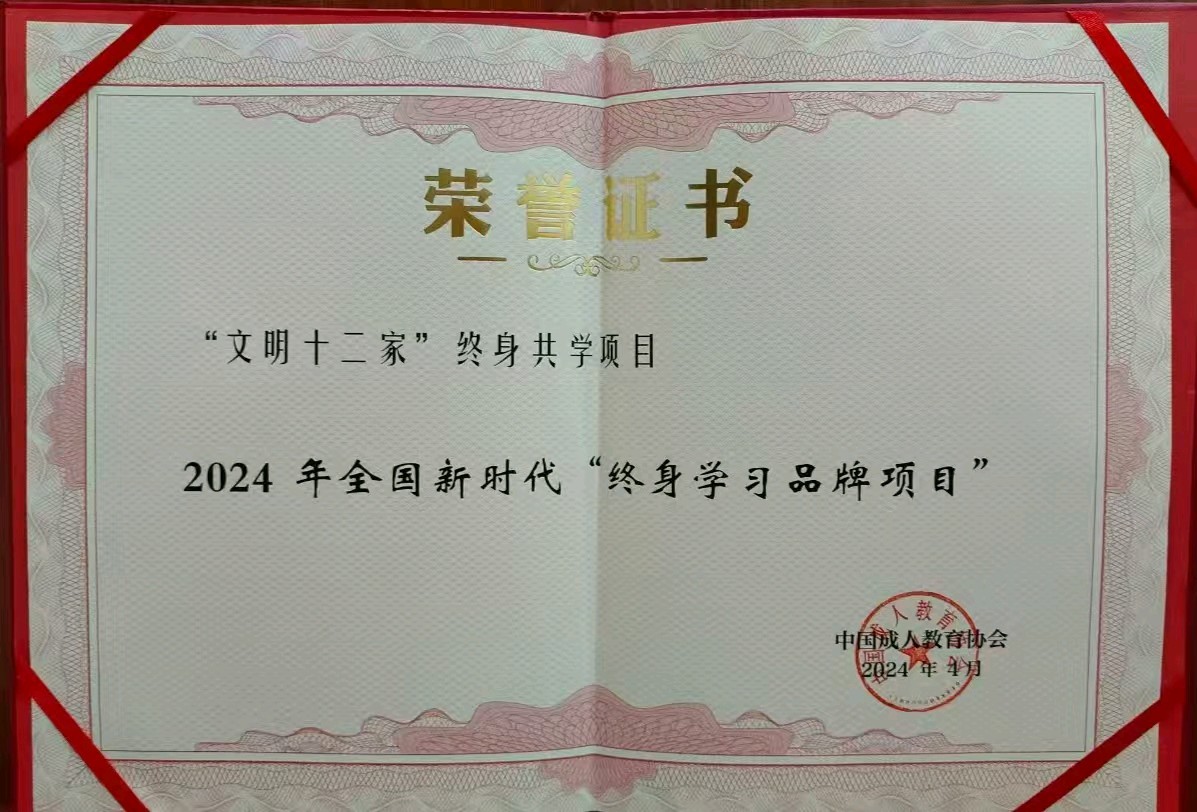 荣誉证书
“文明十二家”终身共学项目
2024 年全国新时代“终身学习品牌项目”
中国成人教育协会
2024 年 4月